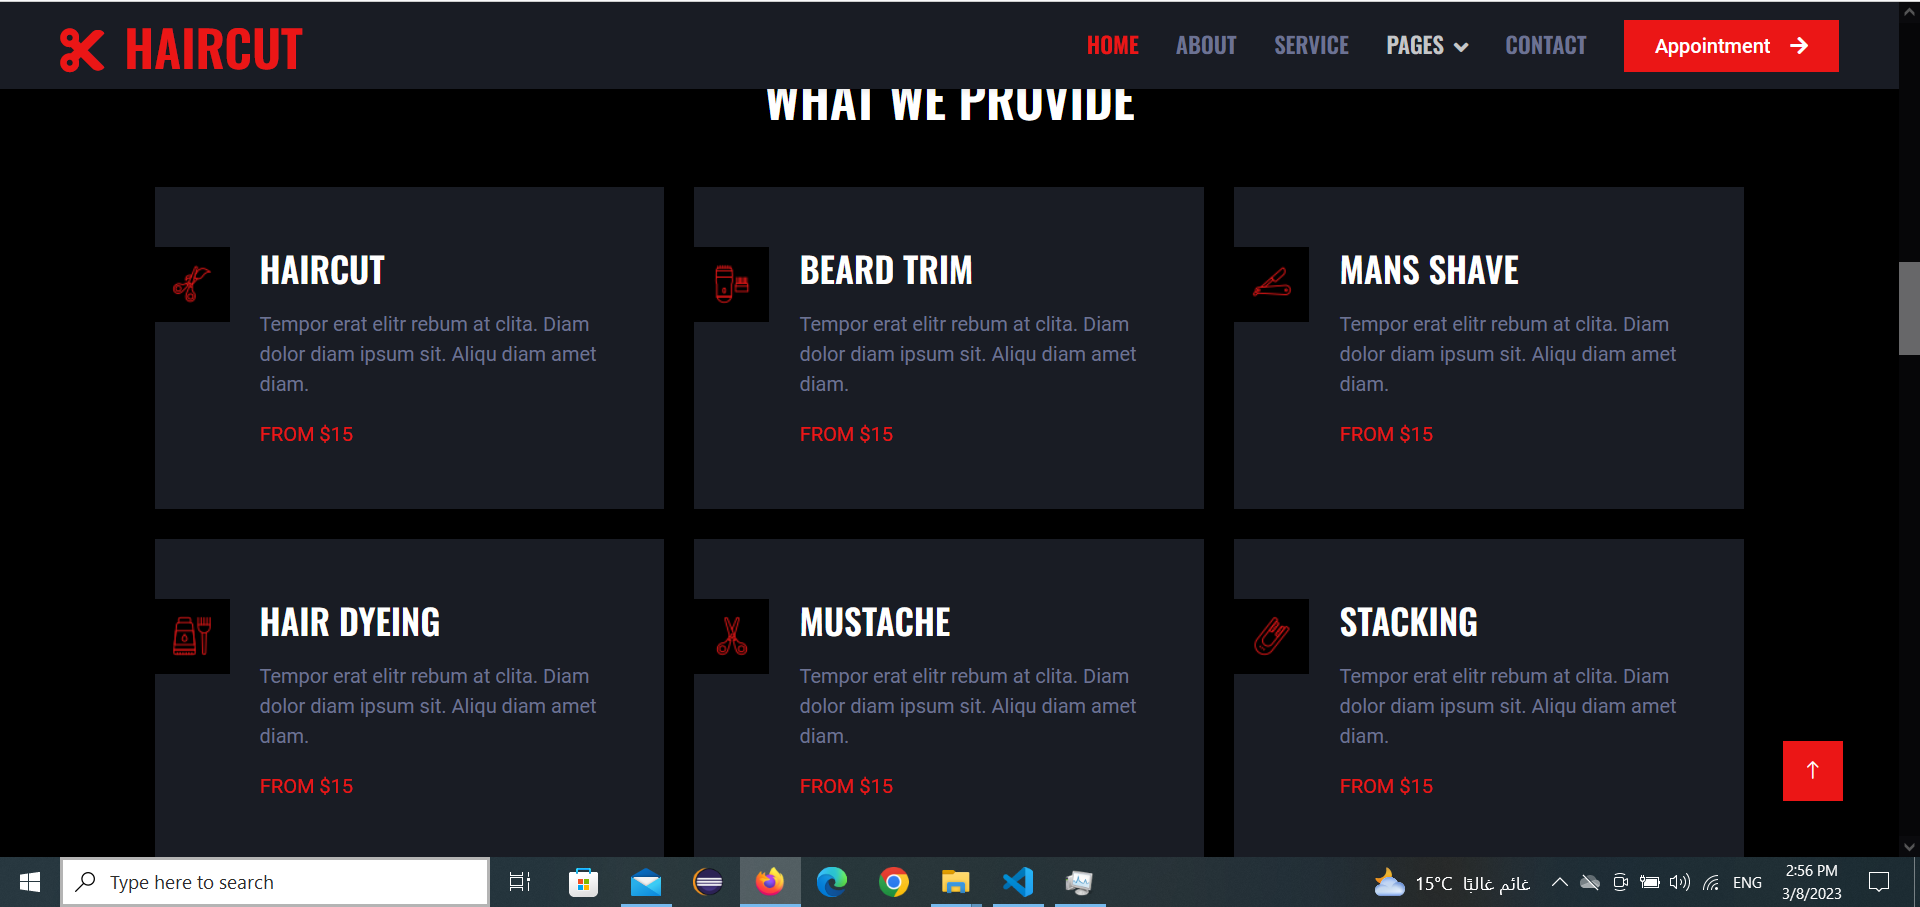 HAIRCUT
HOME ABOUT SERVICE PAGES CONTACT Appointment
WHAT WE PROVIDE
HAIRCUT
Tempor erat elitr rebum at clita. Diam
dolor diam ipsum sit. Aliqu diam amet
diam.
FROM $15
BEARD TRIM
Tempor erat elitr rebum at clita. Diam
dolor diam ipsum sit. Aliqu diam amet
diam.
FROM $15
MANS SHAVE
Tempor erat elitr rebum at clita. Diam
dolor diam ipsum sit. Aliqu diam amet
diam.
FROM $15
HAIR DYEING
Tempor erat elitr rebum at clita. Diam
dolor diam ipsum sit. Aliqu diam amet
diam.
FROM $15
MUSTACHE
Tempor erat elitr rebum at clita. Diam
dolor diam ipsum sit. Aliqu diam amet
diam.
FROM $15
STACKING
Tempor erat elitr rebum at clita. Diam
dolor diam ipsum sit. Aliqu diam amet
diam.
FROM $15
Type here to search
15°C غائم غالبًا
ENG
2:56 PM
3/8/2023